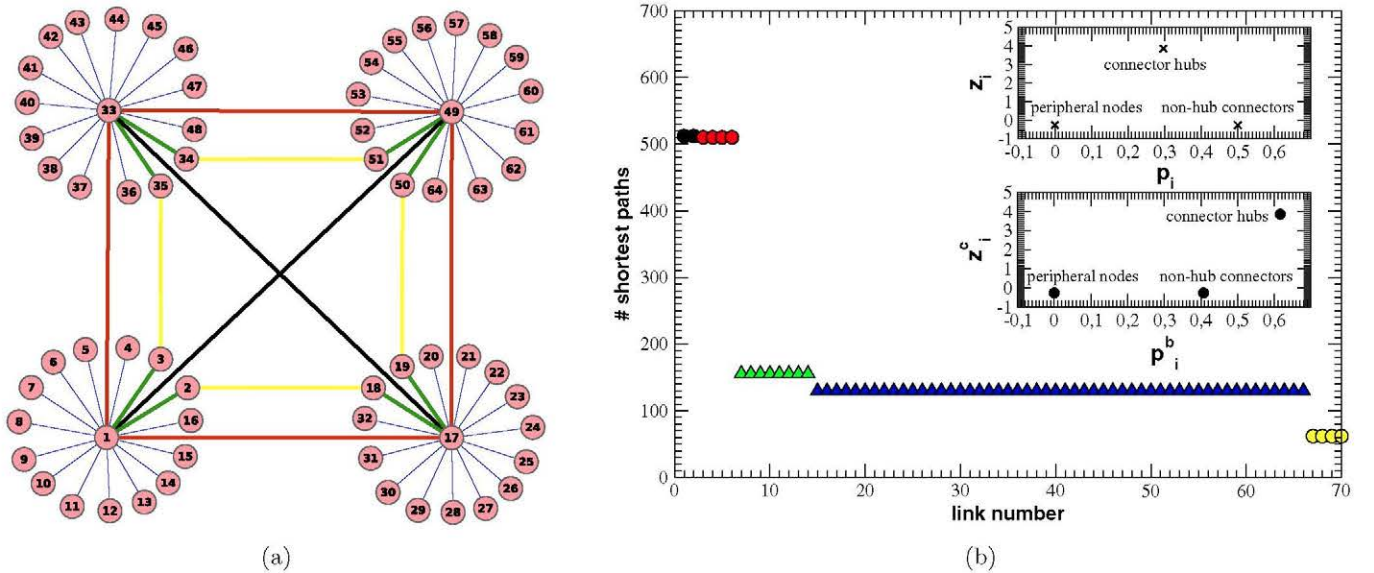 43 44 45
42 46
41 47
40 33 48
39 34
38 37 36 35
56 57
55 58
54 59
53 60
52 49 61
51 62
50 64 63
5 4
6 3
7 2
8 16
1
9 15
10 14
11 12 13
20 21
19 22
18 23
32 24
17
31 25
30 26
29 28 27
(a)
# shortest paths
700
600
500
400
300
200
100
0
0 10 20 30 40 50 60 70
link number
z i
5
4
3
2
1
0
-1
connector hubs
peripheral nodes non-hub connectors
-0,1 0 0,1 0,2 0,3 0,4 0,5 0,6
p i
z c i
5
4
3
2
1
0
-1
connector hubs
peripheral nodes non-hub connectors
-0,1 0 0,1 0,2 0,3 0,4 0,5 0,6
p b i
(b)